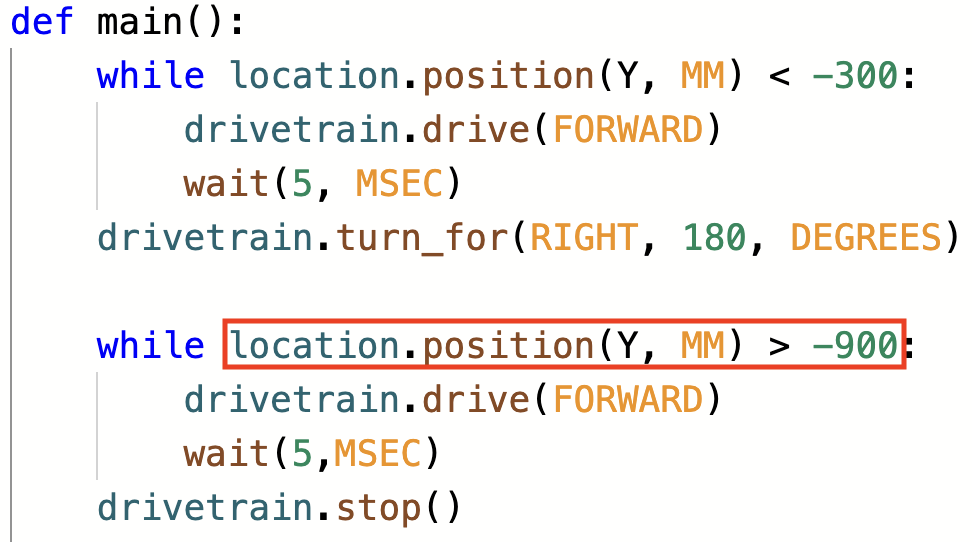 def main():
    while location.position(Y, MM) < -300:
        drivetrain.drive(FORWARD)
        wait(5, MSEC)
    drivetrain.turn_for(RIGHT, 180, DEGREES)
    while location.position(Y, MM) > -900:
        drivetrain.drive(FORWARD)
        wait(5,MSEC)
    drivetrain.stop()